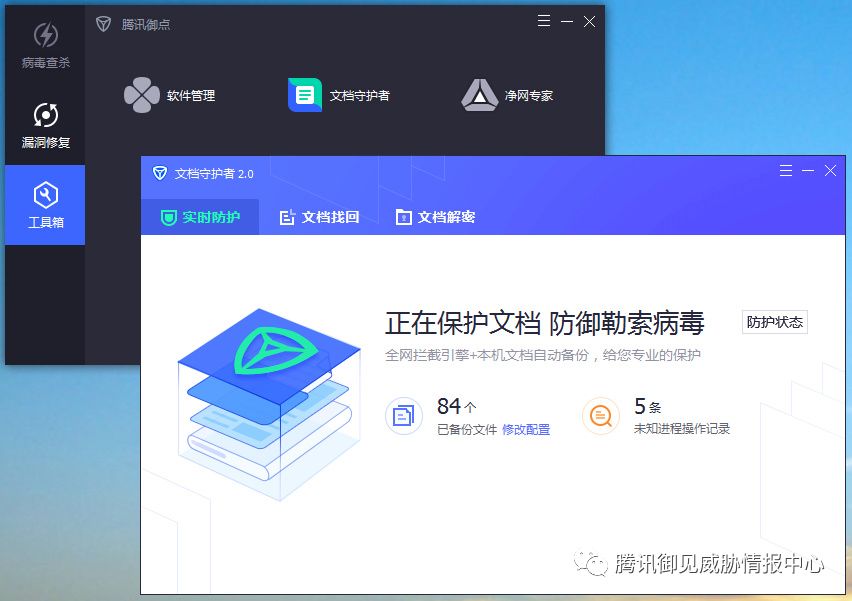 腾讯御点
病毒查杀
漏洞修复
工具箱
软件管理
文档守护者
净网专家
文档守护者 2.0
实时防护
文档找回
文档解密
正在保护文档 防御勒索病毒
防护状态
全网拦截引擎+本机文档自动备份，给您专业的保护
84个
已备份文件 修改配置
5条
未知进程操作记录
腾讯御见威胁情报中心